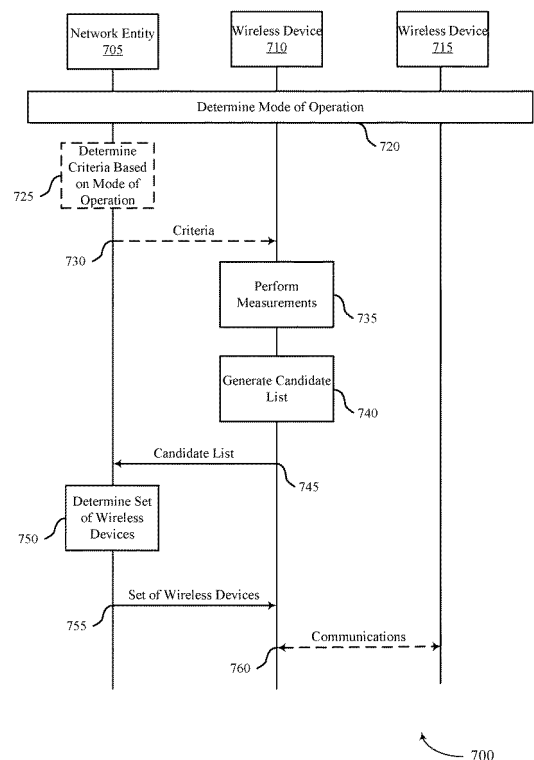 Network Entity
705
Wireless Device
710
Wireless Device
715
Determine Mode of Operation
720
Determine
Criteria Based
on Mode of
Operation
725
Criteria
730
Perform
Measurements
735
Generate Candidate
List
740
Candidate List
745
Determine Set
of Wireless
Devices
750
Set of Wireless Devices
755
Communications
760
700